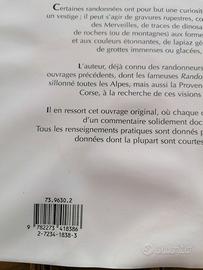 Certaines randonnées ont pour but une curiosi
un vestige ; il peut s'agir de gravures rupestres, co
des Merveilles, de traces de dinosa
de rochers (ou de montagnes) aux form
et aux couleurs étonnantes, de lapiaz gé
de grottes immenses ou glacées,
L'auteur, déjà connu des randonneur
ouvrages précédents, dont les fameuses Rando
sillonné toutes les Alpes, mais aussi la Proven
Corse, à la recherche de ces visions
Il en ressort cet ouvrage original, où chaque
d'un commentaire solidement doc
Tous les renseignements pratiques sont donnés p
données dont la plupart sont courtes
73.9630.2
9 782273 418386
2-7234-1838-3
subito